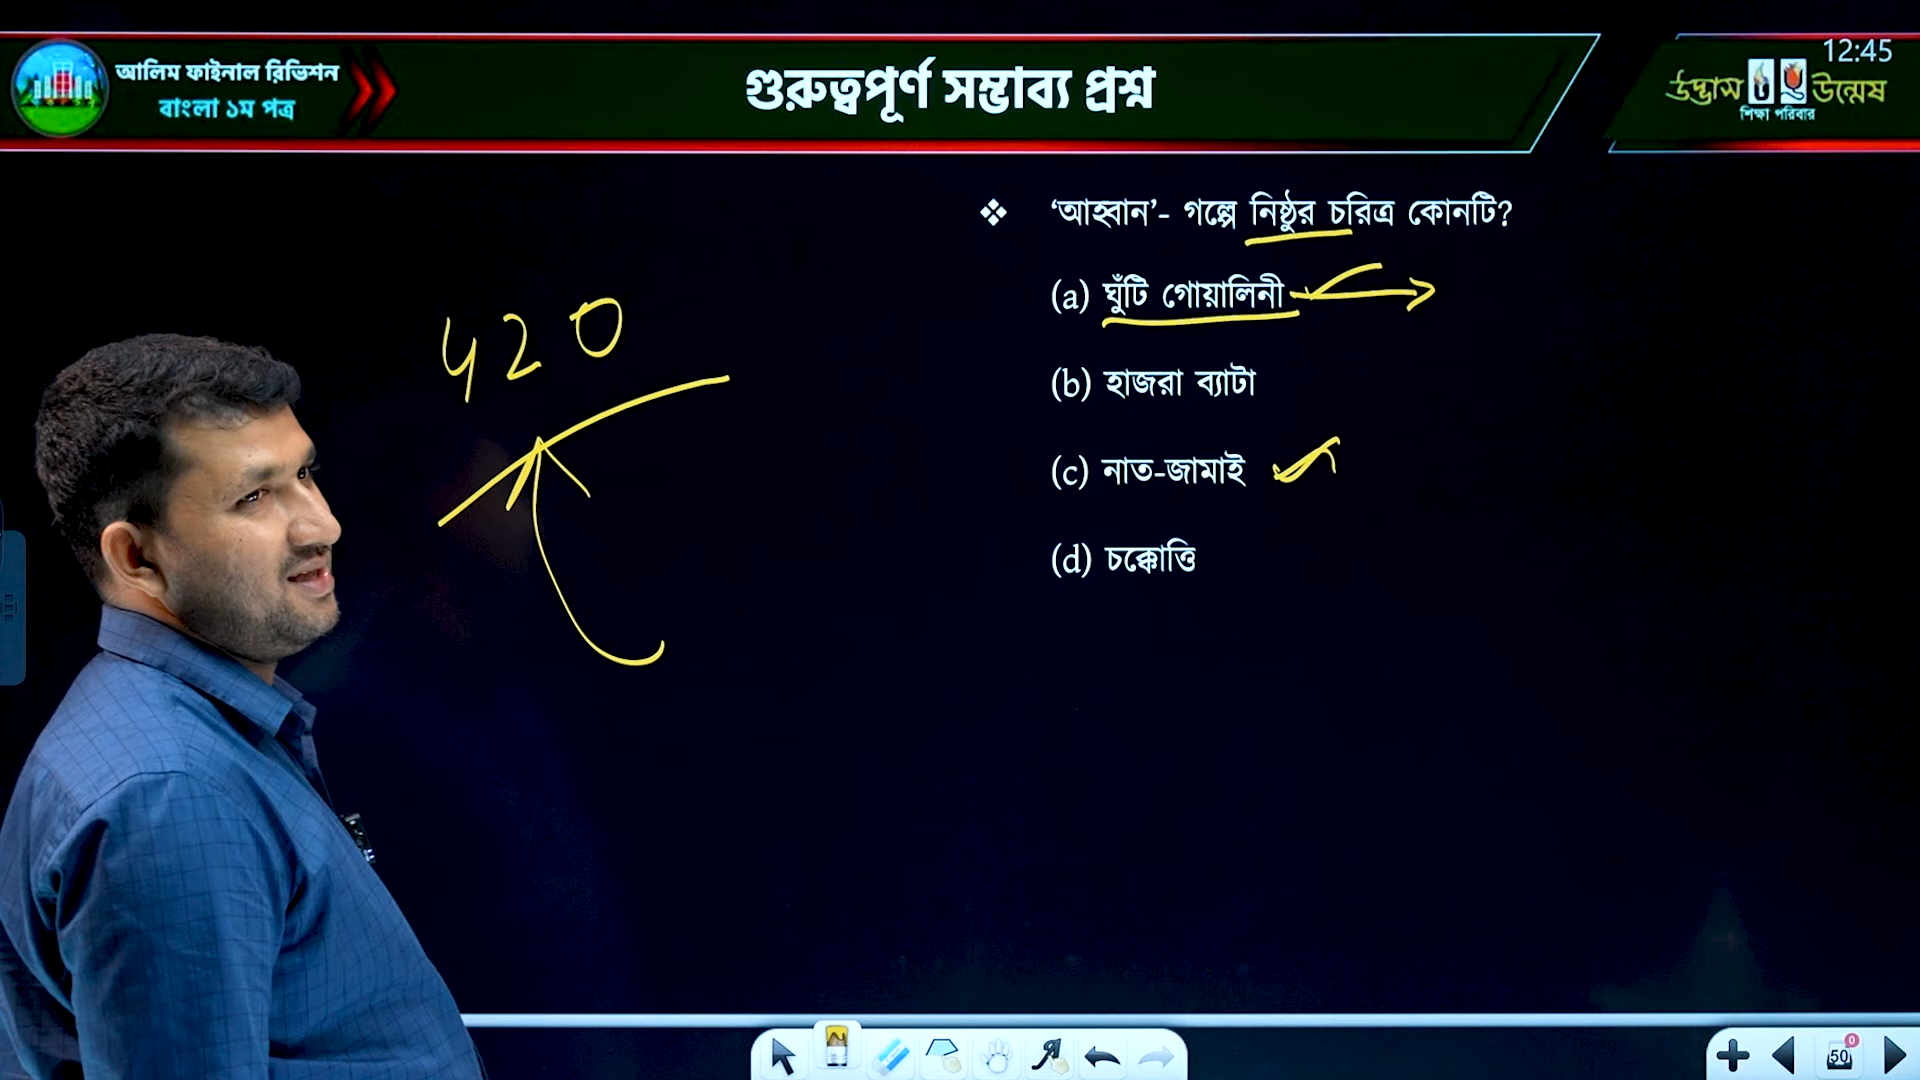 12:45
আলিম ফাইনাল রিভিশন
বাংলা ১ম পত্র
গুরুত্বপূর্ণ সম্ভাব্য প্রশ্ন
উদ্ভাস উন্মেষ
শিক্ষা পরিবার
❖ ‘আহ্বান’- গল্পে নিষ্ঠুর চরিত্র কোনটি?
(a) ঘুঁটি গোয়ালিনী
(b) হাজরা ব্যাটা
(c) নাত-জামাই
(d) চক্কোত্তি
420
50
0